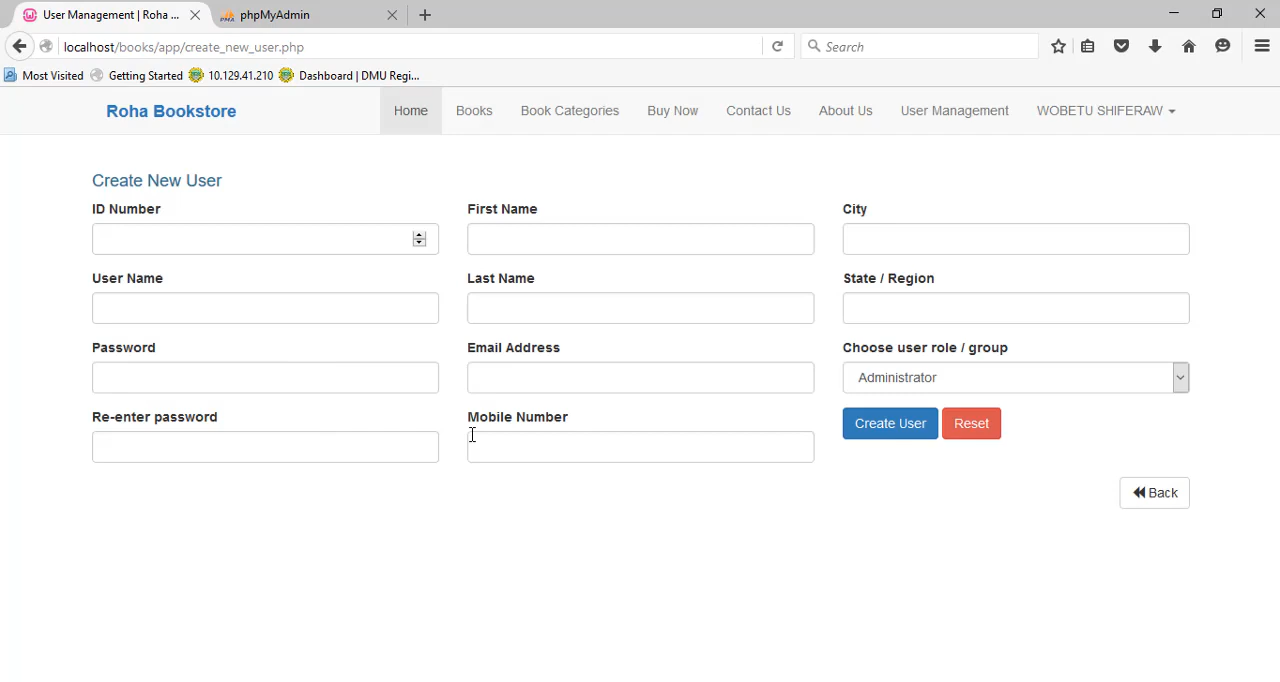 User Management | Roha ...
phpMyAdmin
localhost/books/app/create_new_user.php
Search
Most Visited
Getting Started
10.129.41.210
Dashboard | DMU Regi...
Roha Bookstore
Home
Books
Book Categories
Buy Now
Contact Us
About Us
User Management
WOBETU SHIFERAW
Create New User
ID Number
First Name
City
User Name
Last Name
State / Region
Password
Email Address
Choose user role / group
Administrator
Re-enter password
Mobile Number
Create User
Reset
Back